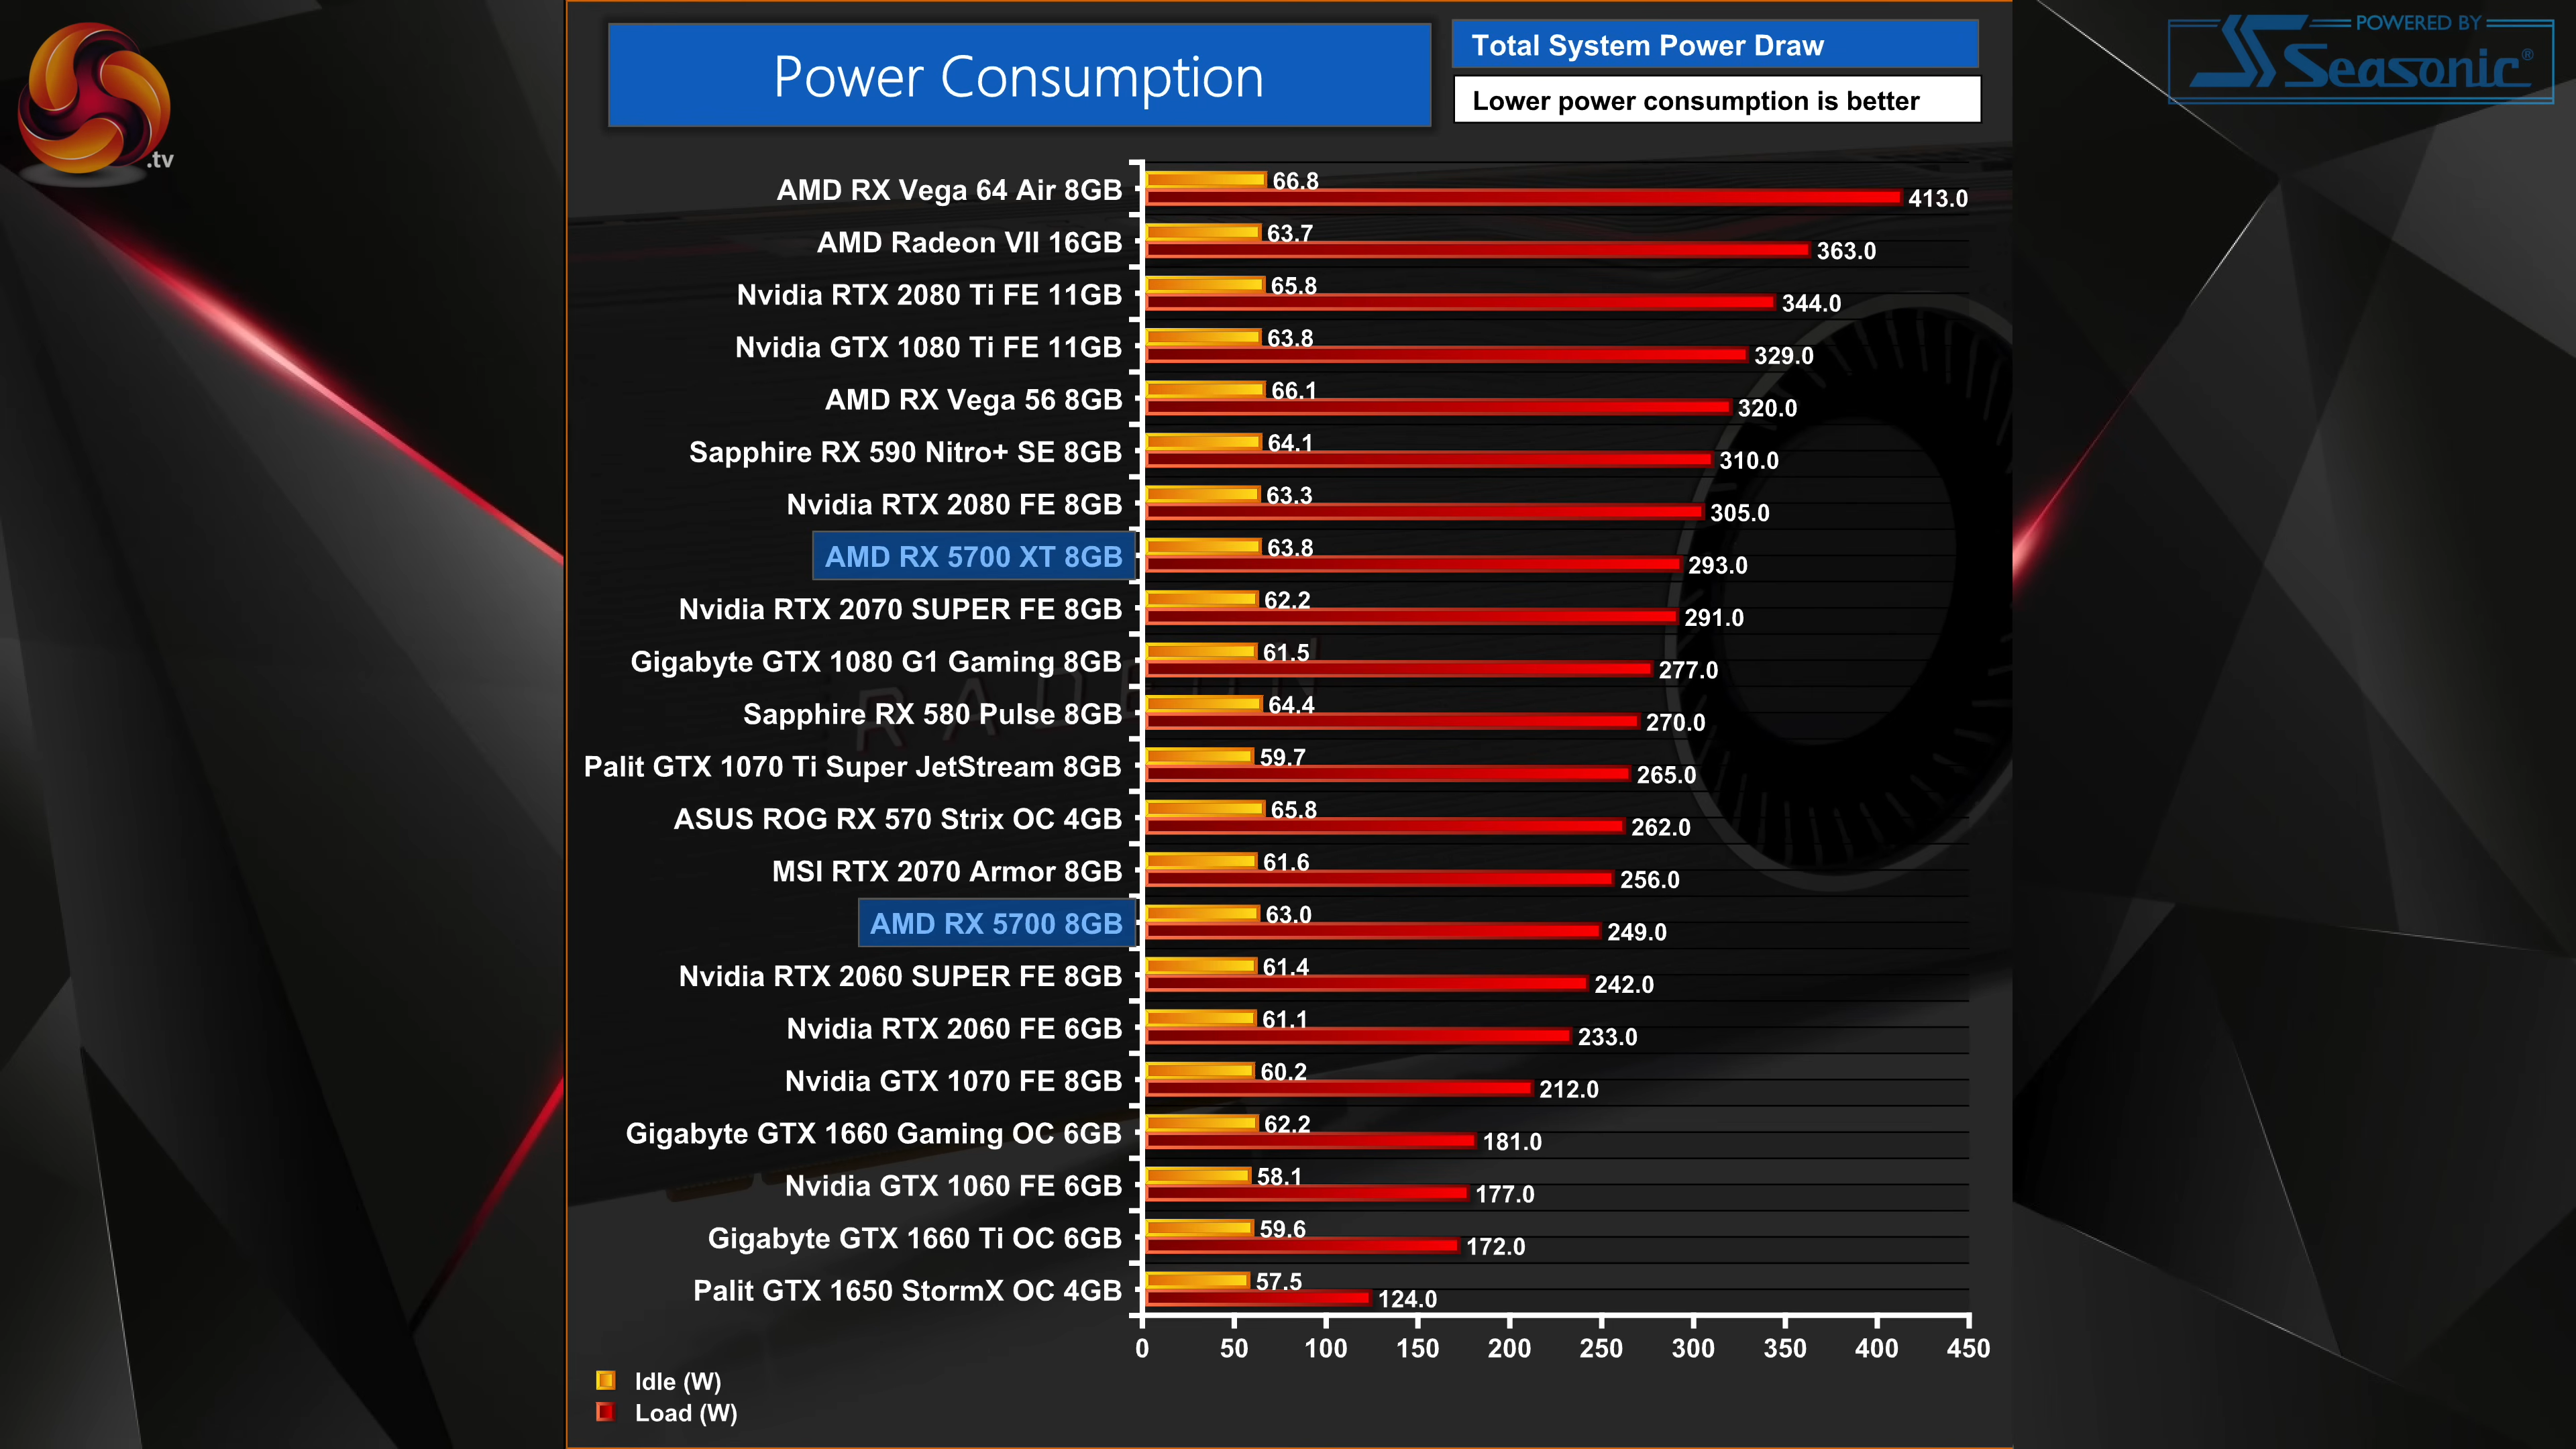 .tv
Power Consumption
Total System Power Draw
Lower power consumption is better
POWERED BY
Seasonic®
AMD RX Vega 64 Air 8GB 66.8 413.0
AMD Radeon VII 16GB 63.7 363.0
Nvidia RTX 2080 Ti FE 11GB 65.8 344.0
Nvidia GTX 1080 Ti FE 11GB 63.8 329.0
AMD RX Vega 56 8GB 66.1 320.0
Sapphire RX 590 Nitro+ SE 8GB 64.1 310.0
Nvidia RTX 2080 FE 8GB 63.3 305.0
AMD RX 5700 XT 8GB 63.8 293.0
Nvidia RTX 2070 SUPER FE 8GB 62.2 291.0
Gigabyte GTX 1080 G1 Gaming 8GB 61.5 277.0
Sapphire RX 580 Pulse 8GB 64.4 270.0
Palit GTX 1070 Ti Super JetStream 8GB 59.7 265.0
ASUS ROG RX 570 Strix OC 4GB 65.8 262.0
MSI RTX 2070 Armor 8GB 61.6 256.0
AMD RX 5700 8GB 63.0 249.0
Nvidia RTX 2060 SUPER FE 8GB 61.4 242.0
Nvidia RTX 2060 FE 6GB 61.1 233.0
Nvidia GTX 1070 FE 8GB 60.2 212.0
Gigabyte GTX 1660 Gaming OC 6GB 62.2 181.0
Nvidia GTX 1060 FE 6GB 58.1 177.0
Gigabyte GTX 1660 Ti OC 6GB 59.6 172.0
Palit GTX 1650 StormX OC 4GB 57.5 124.0
0 50 100 150 200 250 300 350 400 450
Idle (W)
Load (W)
RADEON